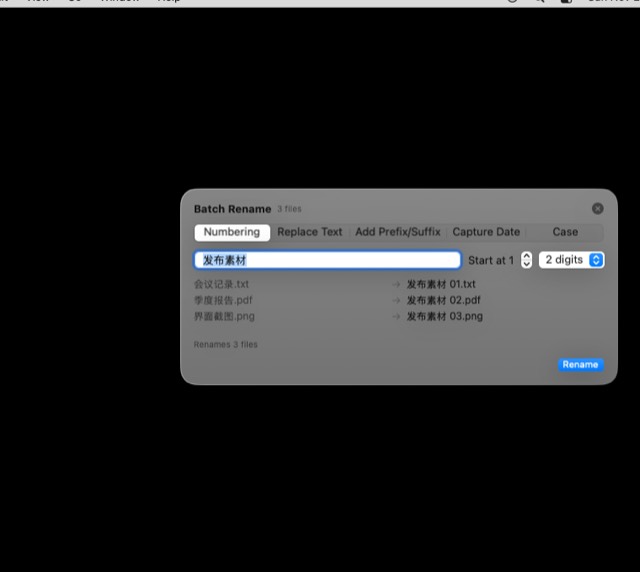 Batch Rename 3 files
Numbering Replace Text Add Prefix/Suffix Capture Date Case
发布素材 Start at 1 2 digits
会议记录.txt → 发布素材 01.txt
季度报告.pdf → 发布素材 02.pdf
界面截图.png → 发布素材 03.png
Renames 3 files
Rename